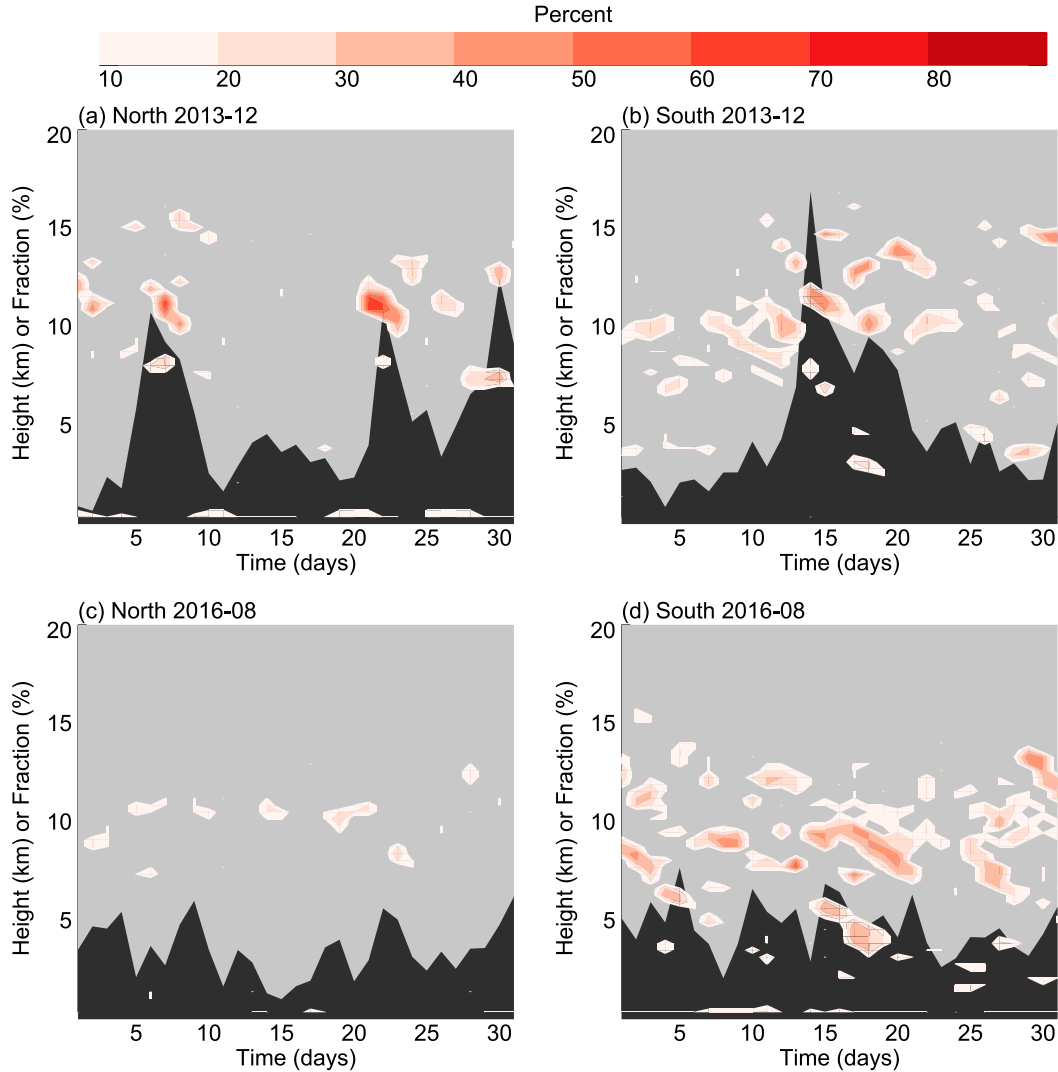 Percent
10 20 30 40 50 60 70 80
(a) North 2013-12
20
15
10
5
Height (km) or Fraction (%)
5 10 15 20 25 30
Time (days)
(b) South 2013-12
20
15
10
5
Height (km) or Fraction (%)
5 10 15 20 25 30
Time (days)
(c) North 2016-08
20
15
10
5
Height (km) or Fraction (%)
5 10 15 20 25 30
Time (days)
(d) South 2016-08
20
15
10
5
Height (km) or Fraction (%)
5 10 15 20 25 30
Time (days)